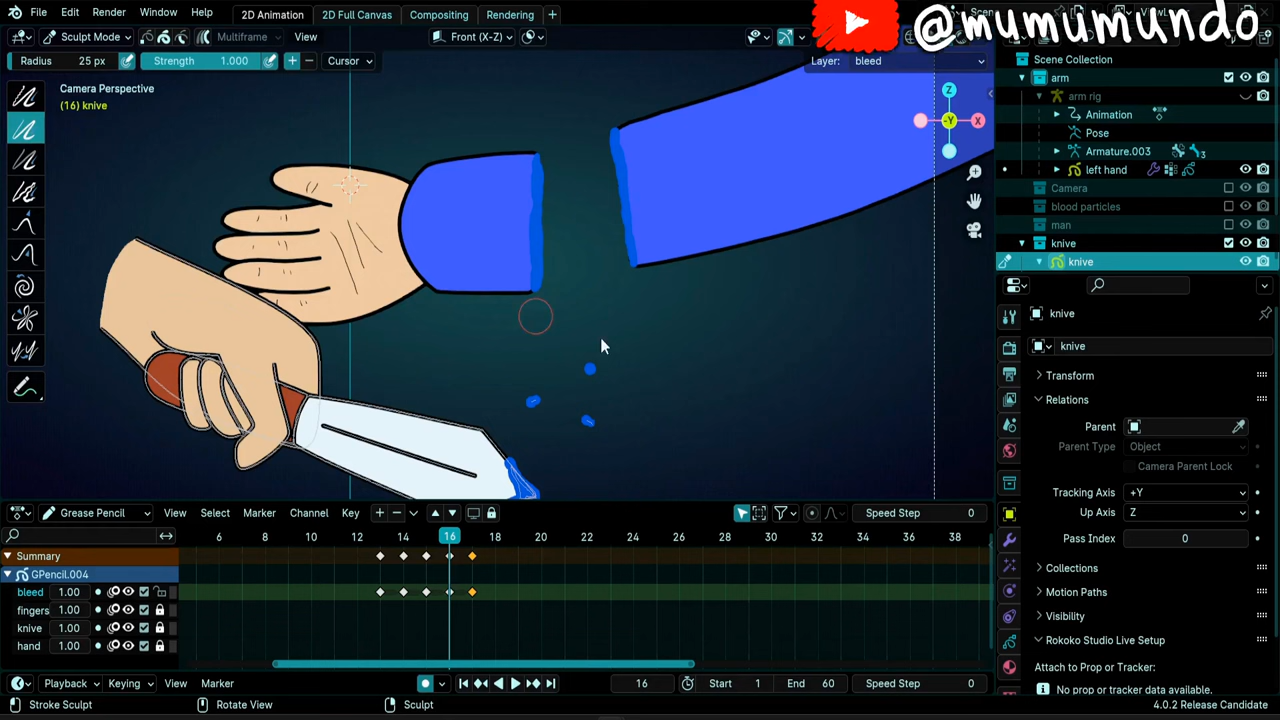 File Edit Render Window Help 2D Animation 2D Full Canvas Compositing Rendering +
@mumumundo
Sculpt Mode Multiframe View Front (X-Z)
Radius 25 px Strength 1.000 Cursor Layer: bleed
Camera Perspective
(16) knive
Z
-Y X
Scene Collection
arm
arm rig
Animation
Pose
Armature.003 3
left hand
Camera
blood particles
man
knive
knive
knive
knive
Transform
Relations
Parent
Parent Type Object
Camera Parent Lock
Tracking Axis +Y
Up Axis Z
Pass Index 0
Collections
Motion Paths
Visibility
Rokoko Studio Live Setup
Attach to Prop or Tracker:
No prop or tracker data available.
Grease Pencil View Select Marker Channel Key Speed Step 0
6 8 10 12 14 16 18 20 22 24 26 28 30 32 34 36 38
Summary
GPencil.004
bleed 1.00
fingers 1.00
knive 1.00
hand 1.00
Playback Keying View Marker 16 Start 1 End 60 Speed Step 0
Rotate View Sculpt 4.0.2 Release Candidate